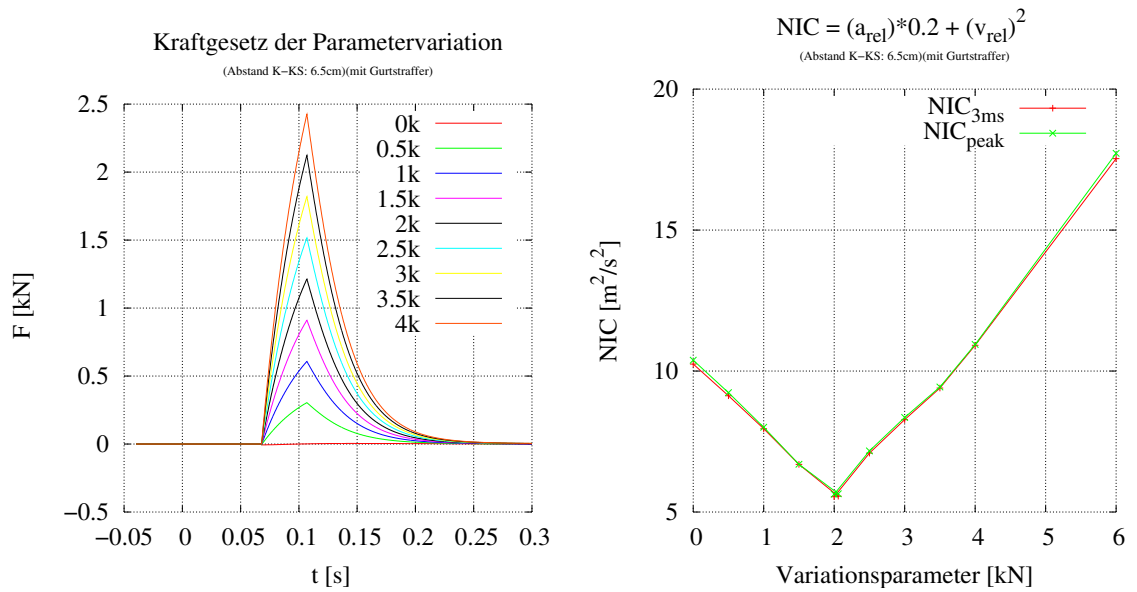 Kraftgesetz der Parametervariation
(Abstand K−KS: 6.5cm)(mit Gurtstraffer)
2.5
2
1.5
1
0.5
0
−0.5
F [kN]
0k
0.5k
1k
1.5k
2k
2.5k
3k
3.5k
4k
−0.05 0 0.05 0.1 0.15 0.2 0.25 0.3
t [s]
NIC = (a_rel)*0.2 + (v_rel)^2
(Abstand K−KS: 6.5cm)(mit Gurtstraffer)
20
15
10
5
NIC [m^2/s^2]
NIC_3ms
NIC_peak
0 1 2 3 4 5 6
Variationsparameter [kN]